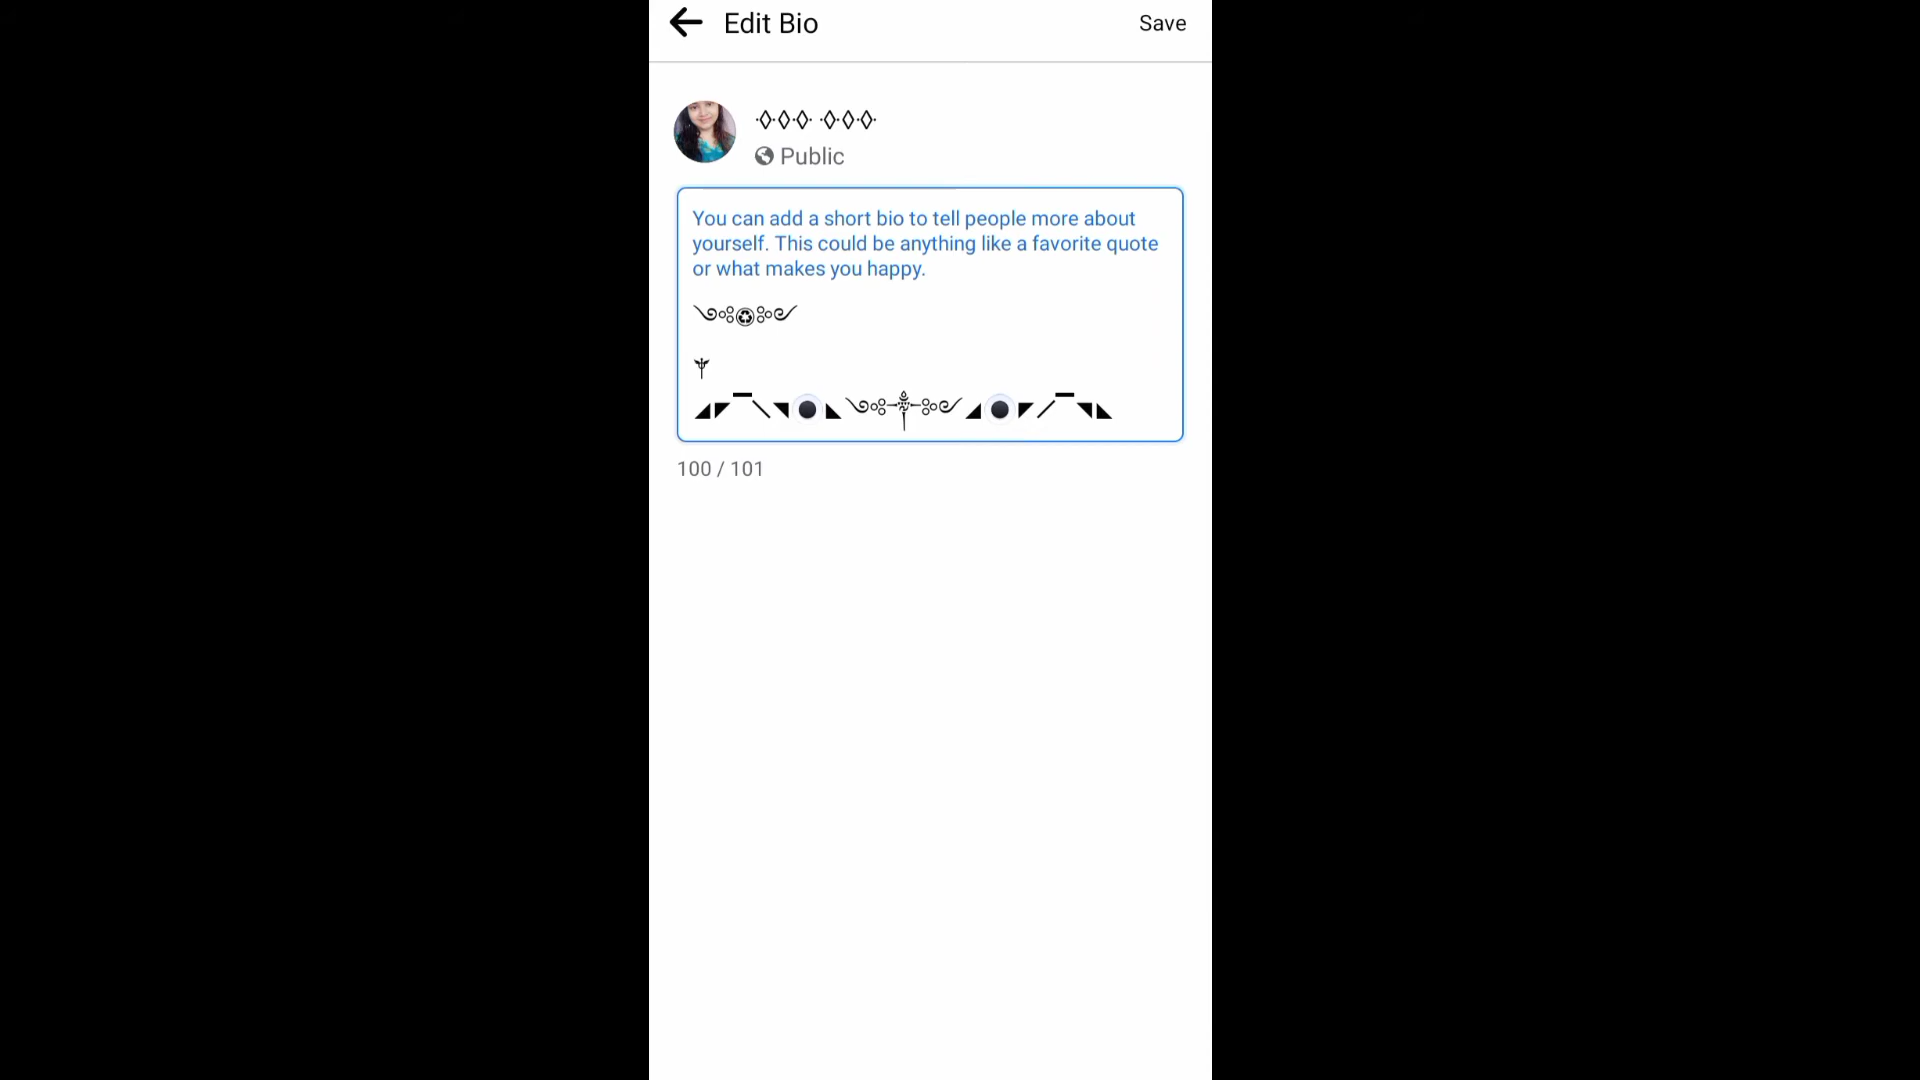 Edit Bio
Save
·◊·◊·◊· ·◊·◊·◊·
Public
You can add a short bio to tell people more about
yourself. This could be anything like a favorite quote
or what makes you happy.
100 / 101